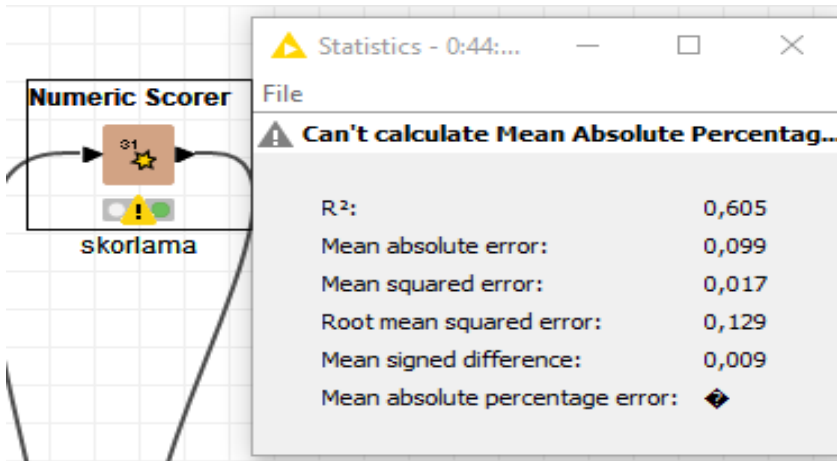 Statistics - 0:44:...
Numeric Scorer
File
Can't calculate Mean Absolute Percentag...
31
skorlama
R²: 0,605
Mean absolute error: 0,099
Mean squared error: 0,017
Root mean squared error: 0,129
Mean signed difference: 0,009
Mean absolute percentage error: �